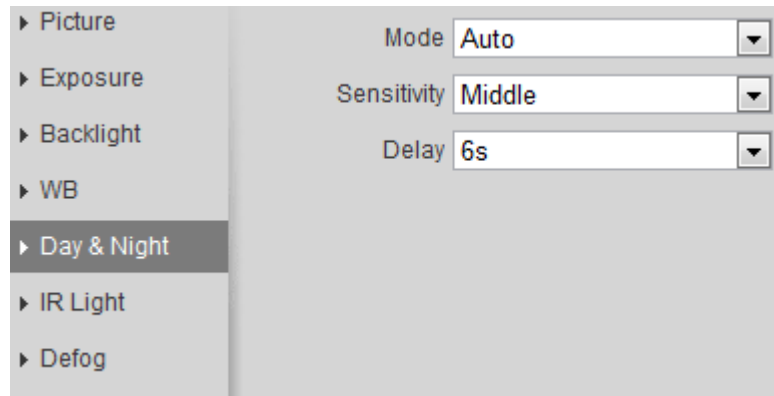 Picture
Exposure
Backlight
WB
Day & Night
IR Light
Defog
Mode Auto
Sensitivity Middle
Delay 6s